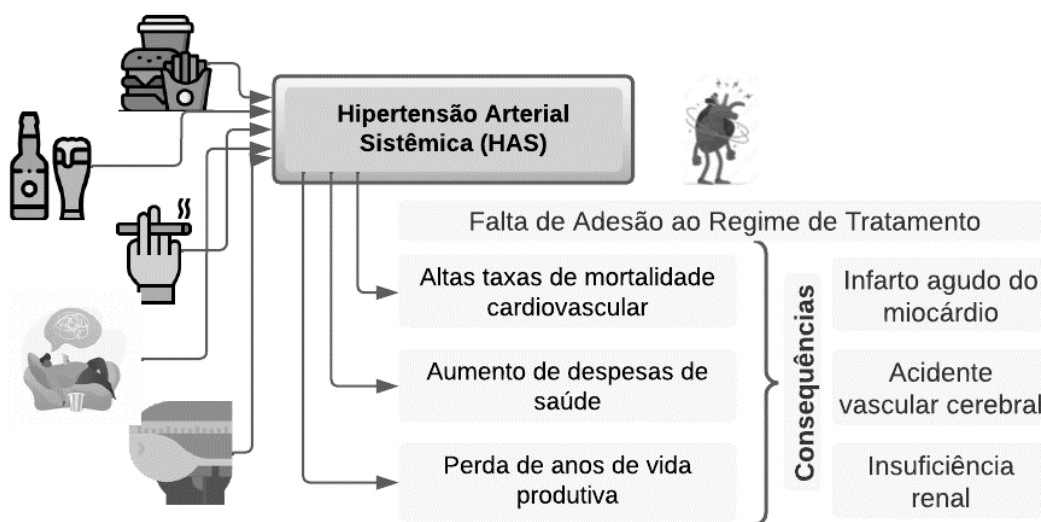 Hipertensão Arterial
Sistêmica (HAS)
Falta de Adesão ao Regime de Tratamento
Altas taxas de mortalidade
cardiovascular
Aumento de despesas de
saúde
Perda de anos de vida
produtiva
Consequências
Infarto agudo do
miocárdio
Acidente
vascular cerebral
Insuficiência
renal